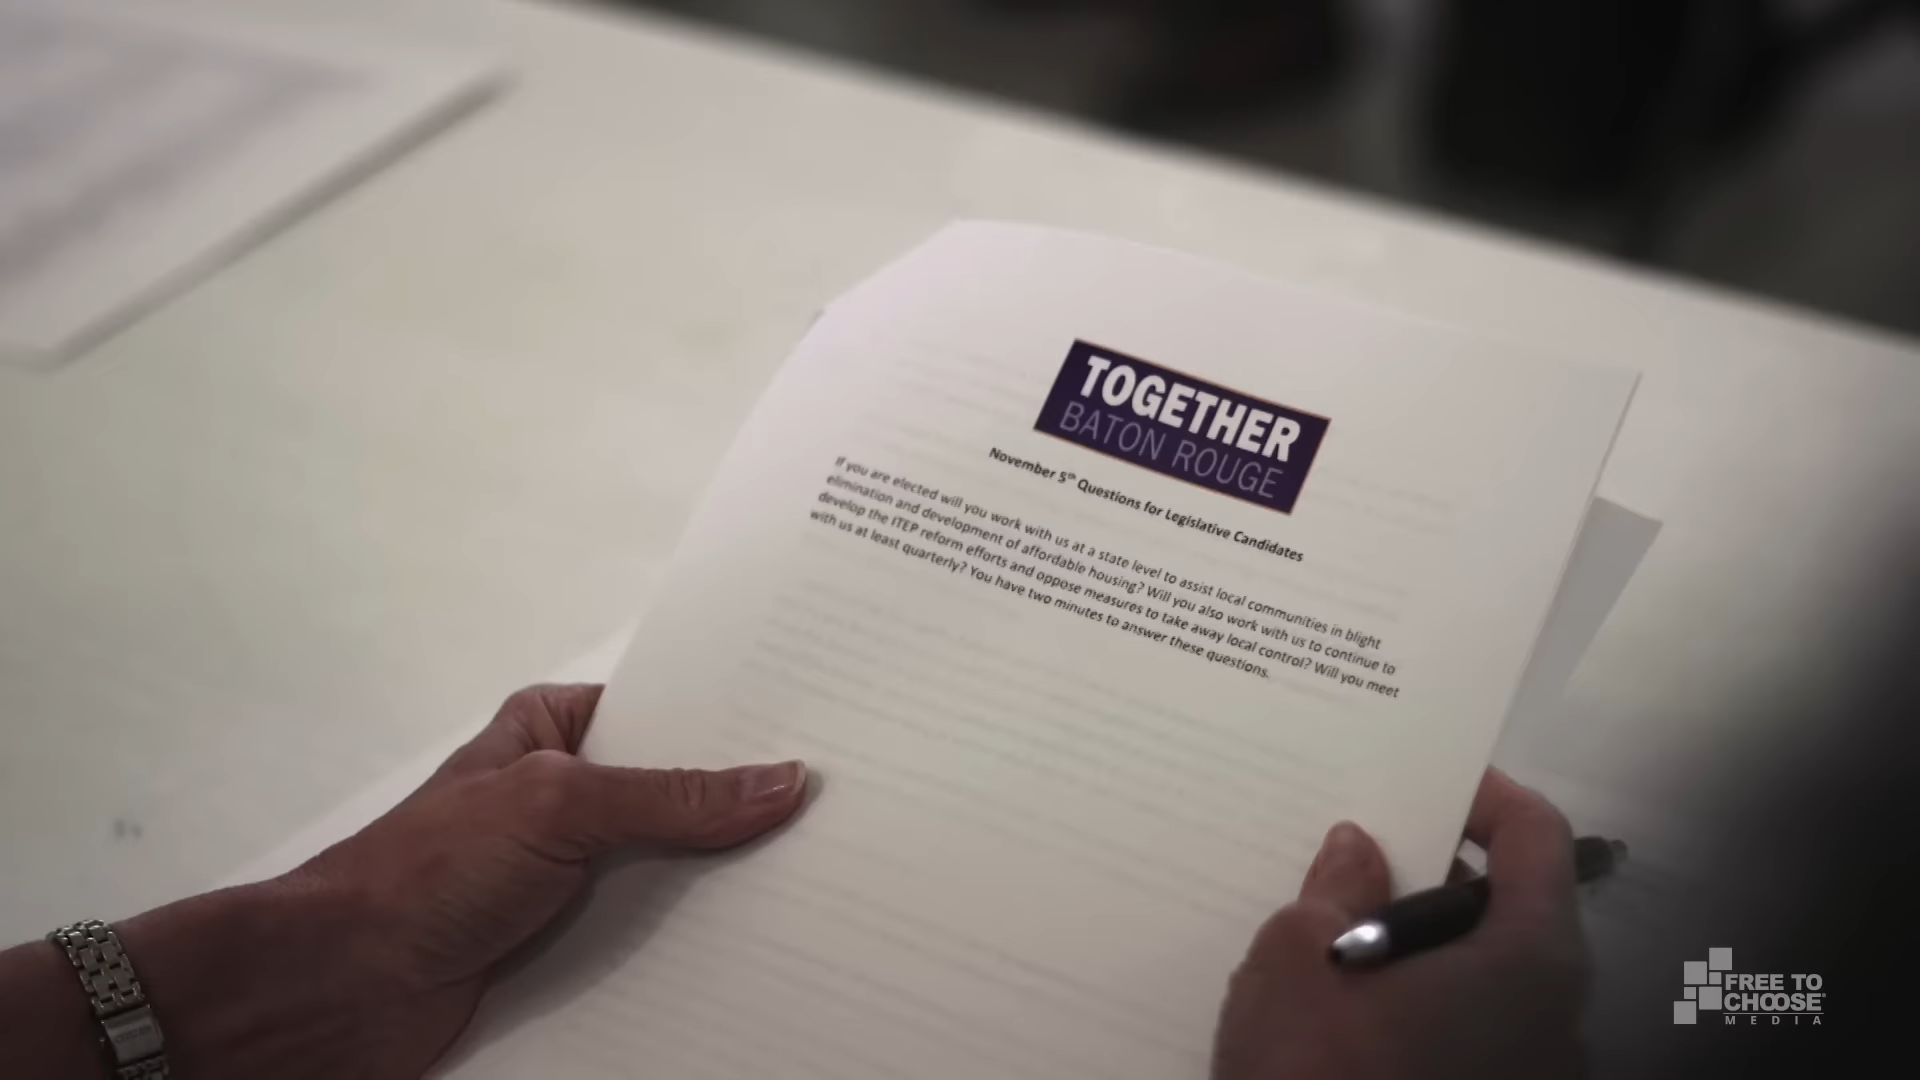 TOGETHER
BATON ROUGE
November 5th Questions for Legislative Candidates
If you are elected will you work with us at a state level to assist local communities in blight
elimination and development of affordable housing? Will you also work with us to continue to
develop the ITEP reform efforts and oppose measures to take away local control? Will you meet
with us at least quarterly? You have two minutes to answer these questions.
FREE TO
CHOOSE
MEDIA